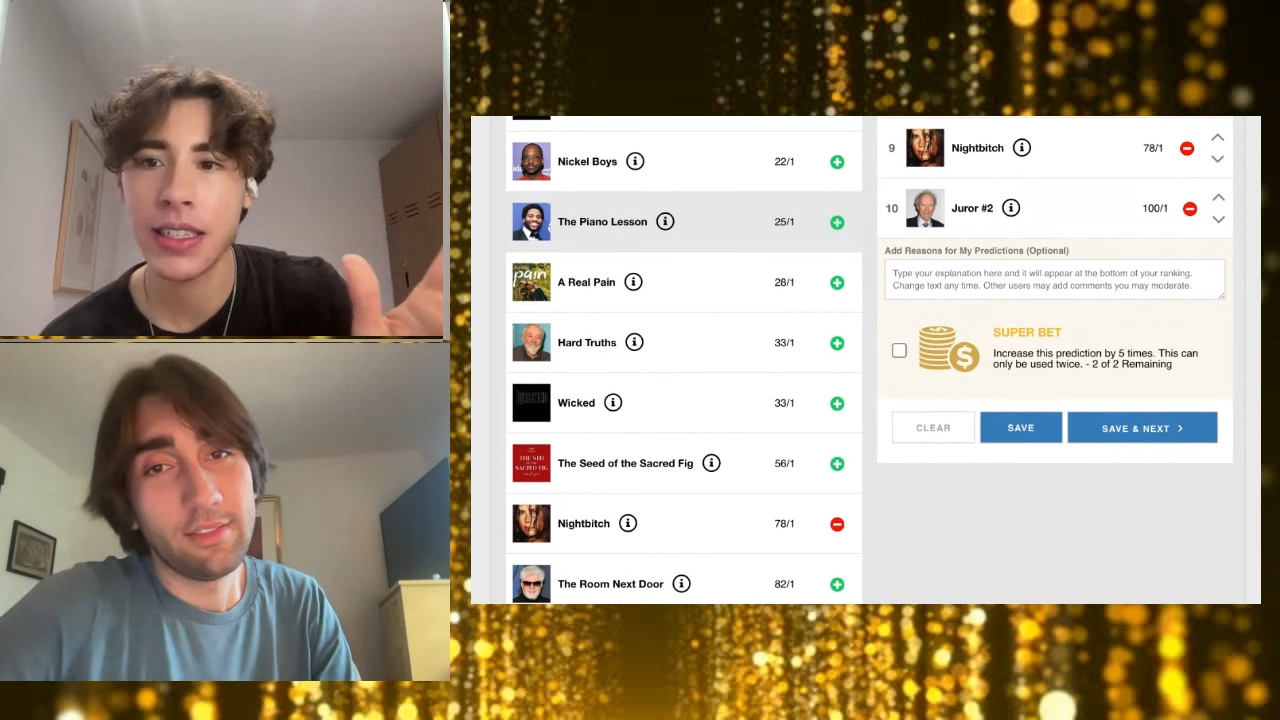 Nickel Boys 22/1
The Piano Lesson 25/1
pain
A Real Pain 28/1
Hard Truths 33/1
Wicked 33/1
THE SEED
SACRED FIG
The Seed of the Sacred Fig 56/1
Nightbitch 78/1
The Room Next Door 82/1
9 Nightbitch 78/1
10 Juror #2 100/1
Add Reasons for My Predictions (Optional)
Type your explanation here and it will appear at the bottom of your ranking.
Change text any time. Other users may add comments you may moderate.
SUPER BET
Increase this prediction by 5 times. This can
only be used twice. - 2 of 2 Remaining
CLEAR SAVE SAVE & NEXT